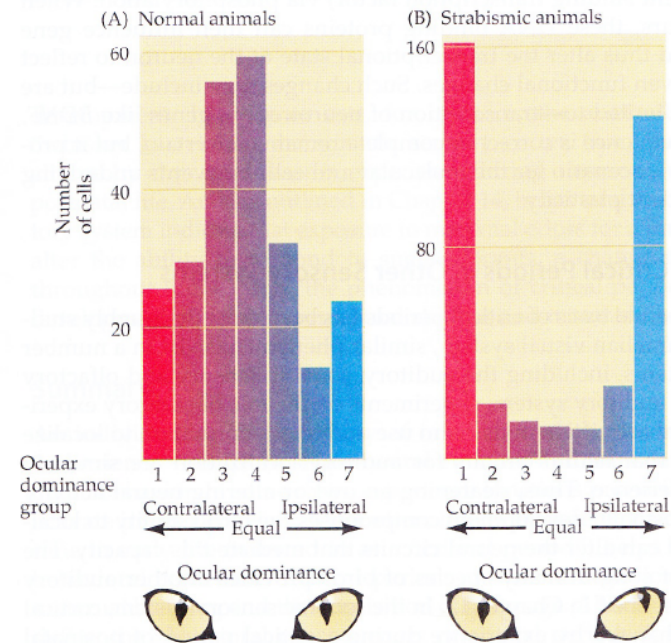 (A) Normal animals
60
40
20
Number
of cells
Ocular
dominance
group
1 2 3 4 5 6 7
Contralateral Ipsilateral
Equal
Ocular dominance
(B) Strabismic animals
160
80
1 2 3 4 5 6 7
Contralateral Ipsilateral
Equal
Ocular dominance